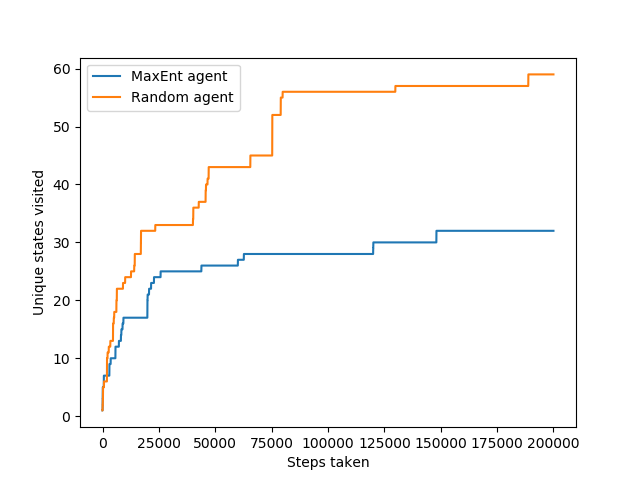 MaxEnt agent
Random agent
Unique states visited
60
50
40
30
20
10
0
0 25000 50000 75000 100000 125000 150000 175000 200000
Steps taken